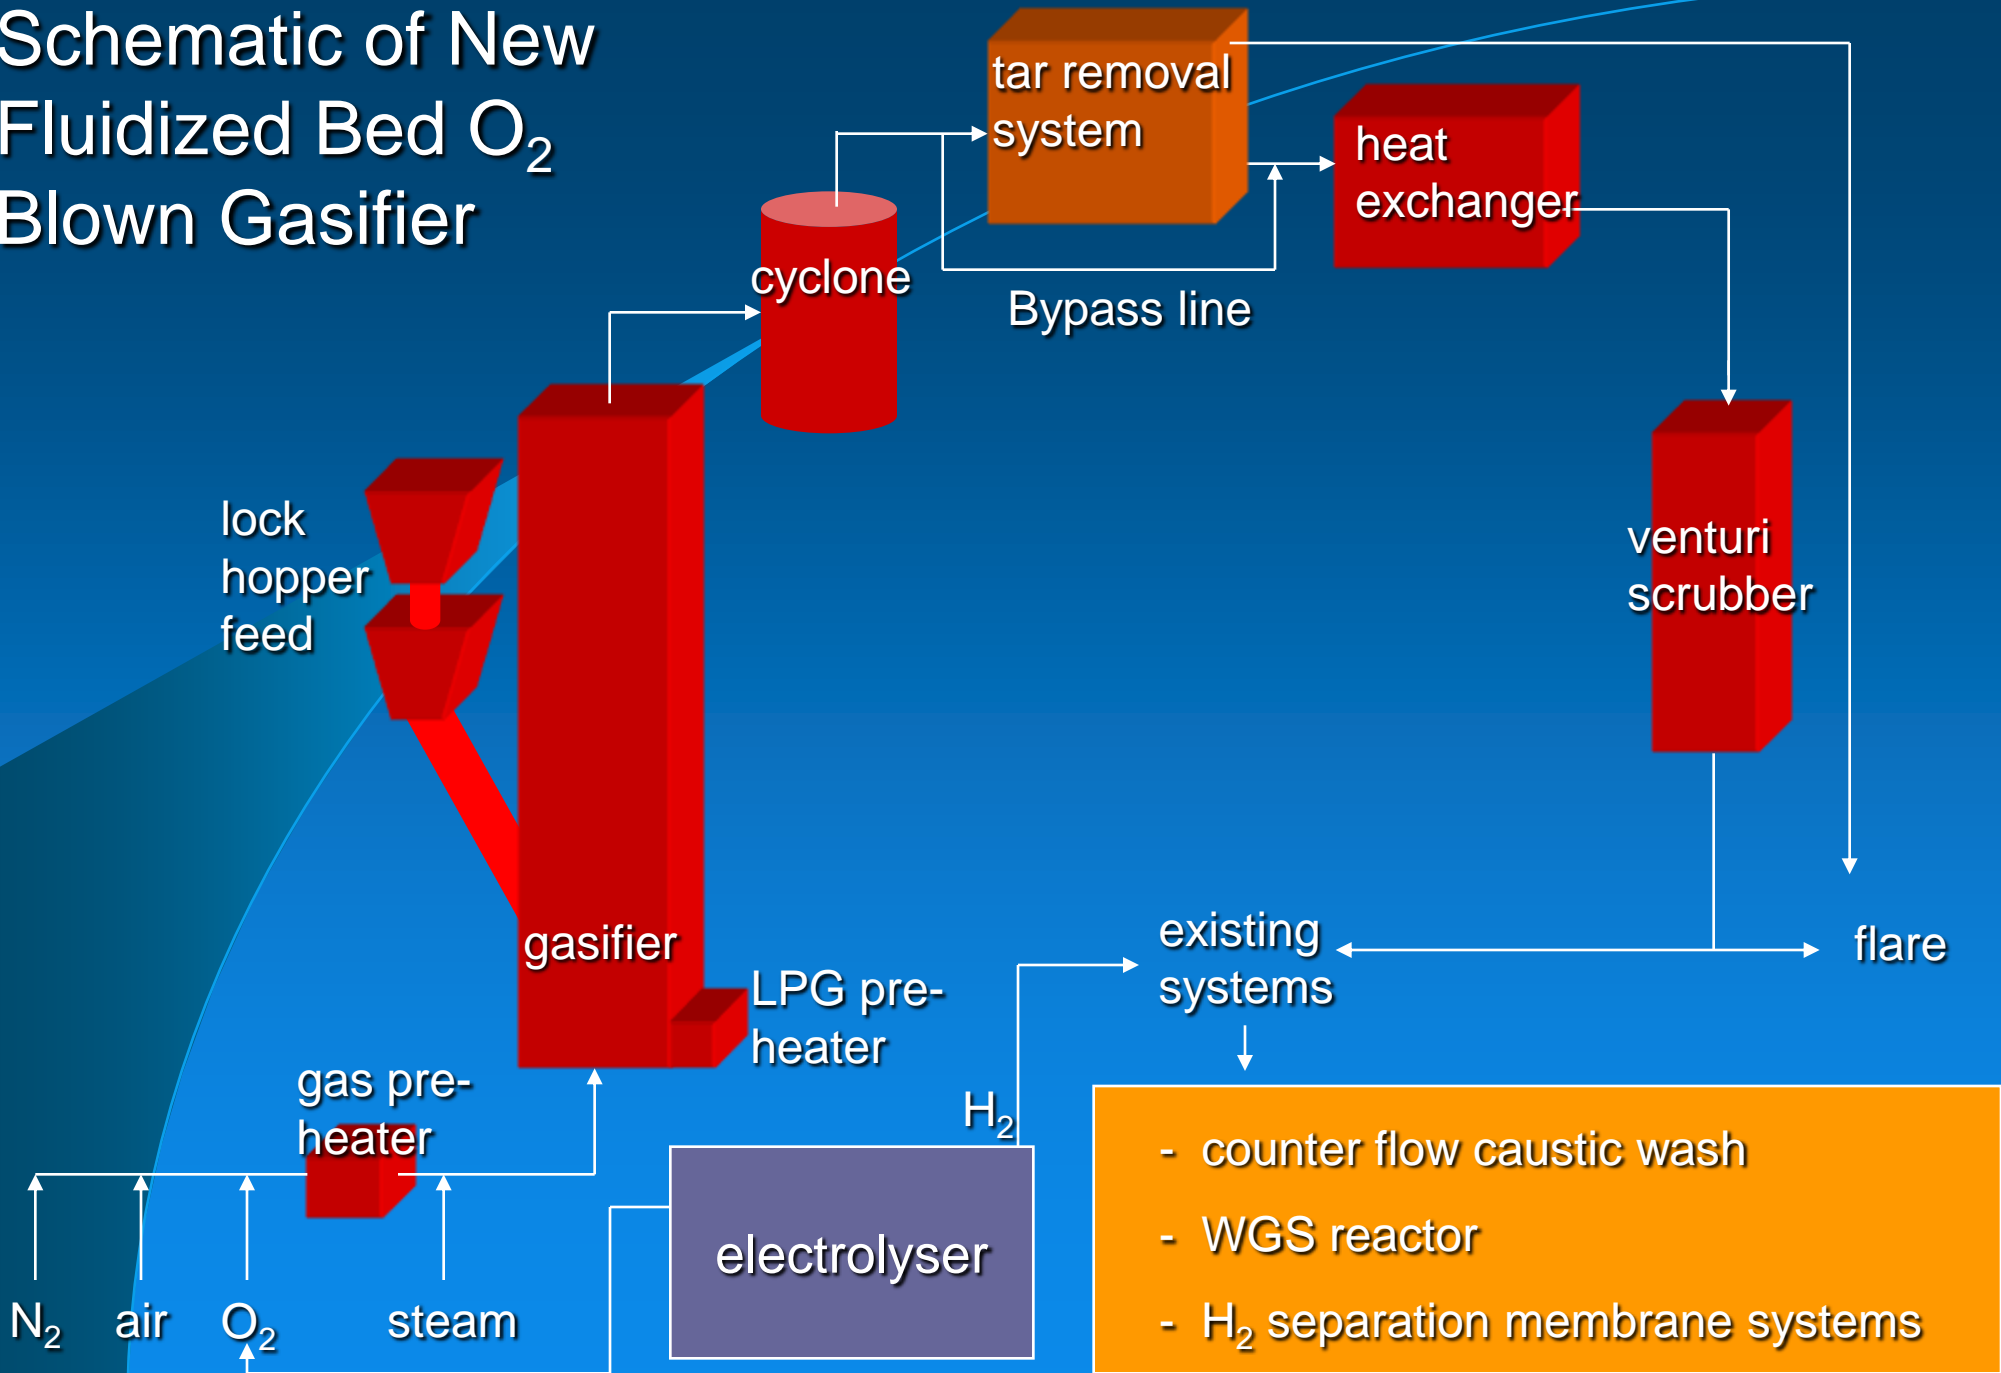 Schematic of New
Fluidized Bed O₂
Blown Gasifier
tar removal
system
heat
exchanger
cyclone
Bypass line
lock
hopper
feed
venturi
scrubber
gasifier
existing
systems
flare
LPG pre-
heater
gas pre-
heater
H₂
electrolyser
- counter flow caustic wash
- WGS reactor
- H₂ separation membrane systems
N₂ air O₂ steam